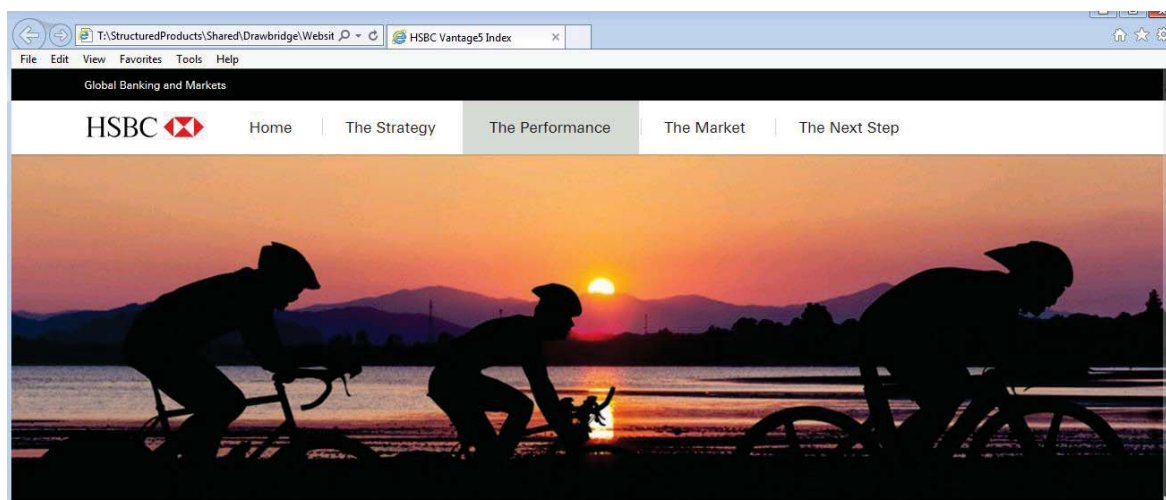 T:\StructuredProducts\Shared\Drawbridge\Websit
HSBC Vantage5 Index
File Edit View Favorites Tools Help
Global Banking and Markets
HSBC Home The Strategy The Performance The Market The Next Step